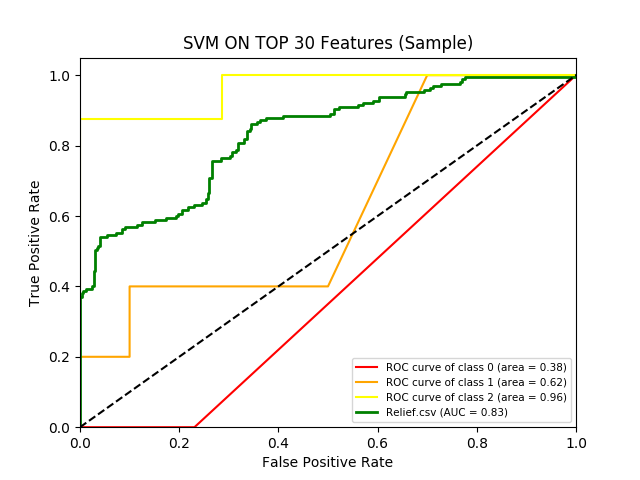 SVM ON TOP 30 Features (Sample)
True Positive Rate
1.0
0.8
0.6
0.4
0.2
0.0
0.0 0.2 0.4 0.6 0.8 1.0
False Positive Rate
ROC curve of class 0 (area = 0.38)
ROC curve of class 1 (area = 0.62)
ROC curve of class 2 (area = 0.96)
Relief.csv (AUC = 0.83)